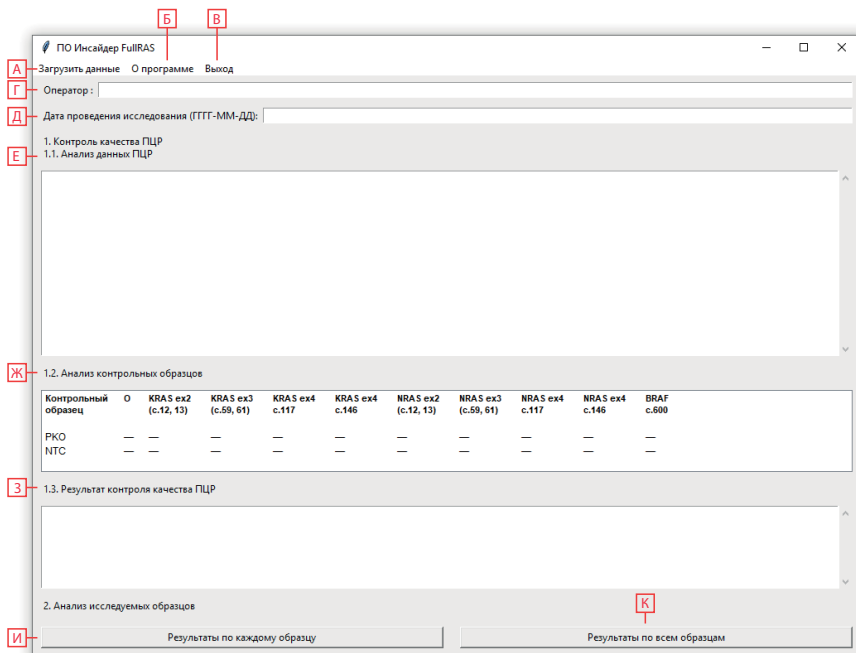 Б В
ПО Инсайдер FullRAS
А Загрузить данные О программе Выход
Г Оператор :
Д Дата проведения исследования (ГГГГ-ММ-ДД):
1. Контроль качества ПЦР
Е 1.1. Анализ данных ПЦР
Ж 1.2. Анализ контрольных образцов
Контрольный О KRAS ex2 KRAS ex3 KRAS ex4 KRAS ex4 NRAS ex2 NRAS ex3 NRAS ex4 NRAS ex4 BRAF
образец (c.12, 13) (c.59, 61) c.117 c.146 (c.12, 13) (c.59, 61) c.117 c.146 c.600
PKO — — — — — — — — — —
NTC — — — — — — — — — —
З 1.3. Результат контроля качества ПЦР
2. Анализ исследуемых образцов
К
И Результаты по каждому образцу Результаты по всем образцам